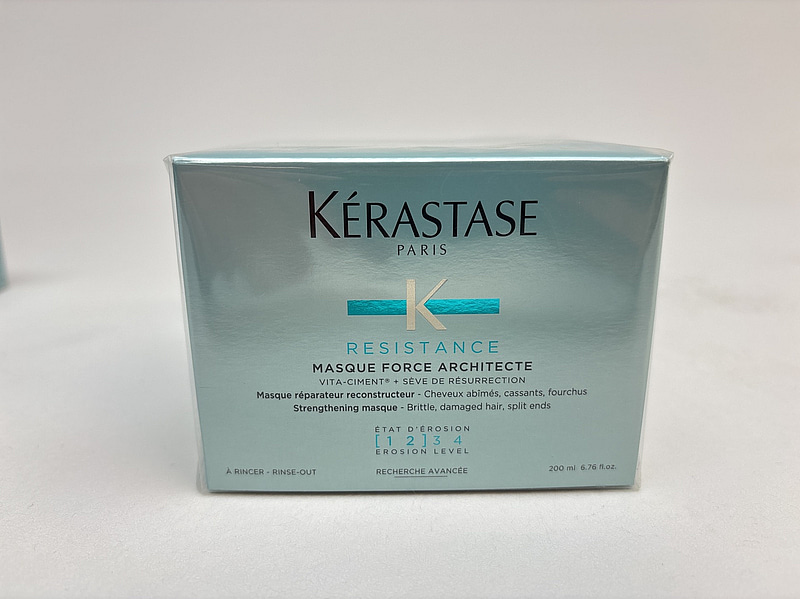 KÉRASTASE
PARIS
K
RESISTANCE
MASQUE FORCE ARCHITECTE
VITA-CIMENT® + SÈVE DE RÉSURRECTION
Masque réparateur reconstructeur - Cheveux abîmés, cassants, fourchus
Strengthening masque - Brittle, damaged hair, split ends
ÉTAT D'ÉROSION
[1 2]3 4
EROSION LEVEL
À RINCER - RINSE-OUT RECHERCHE AVANCÉE 200 ml 6.76 fl.oz.